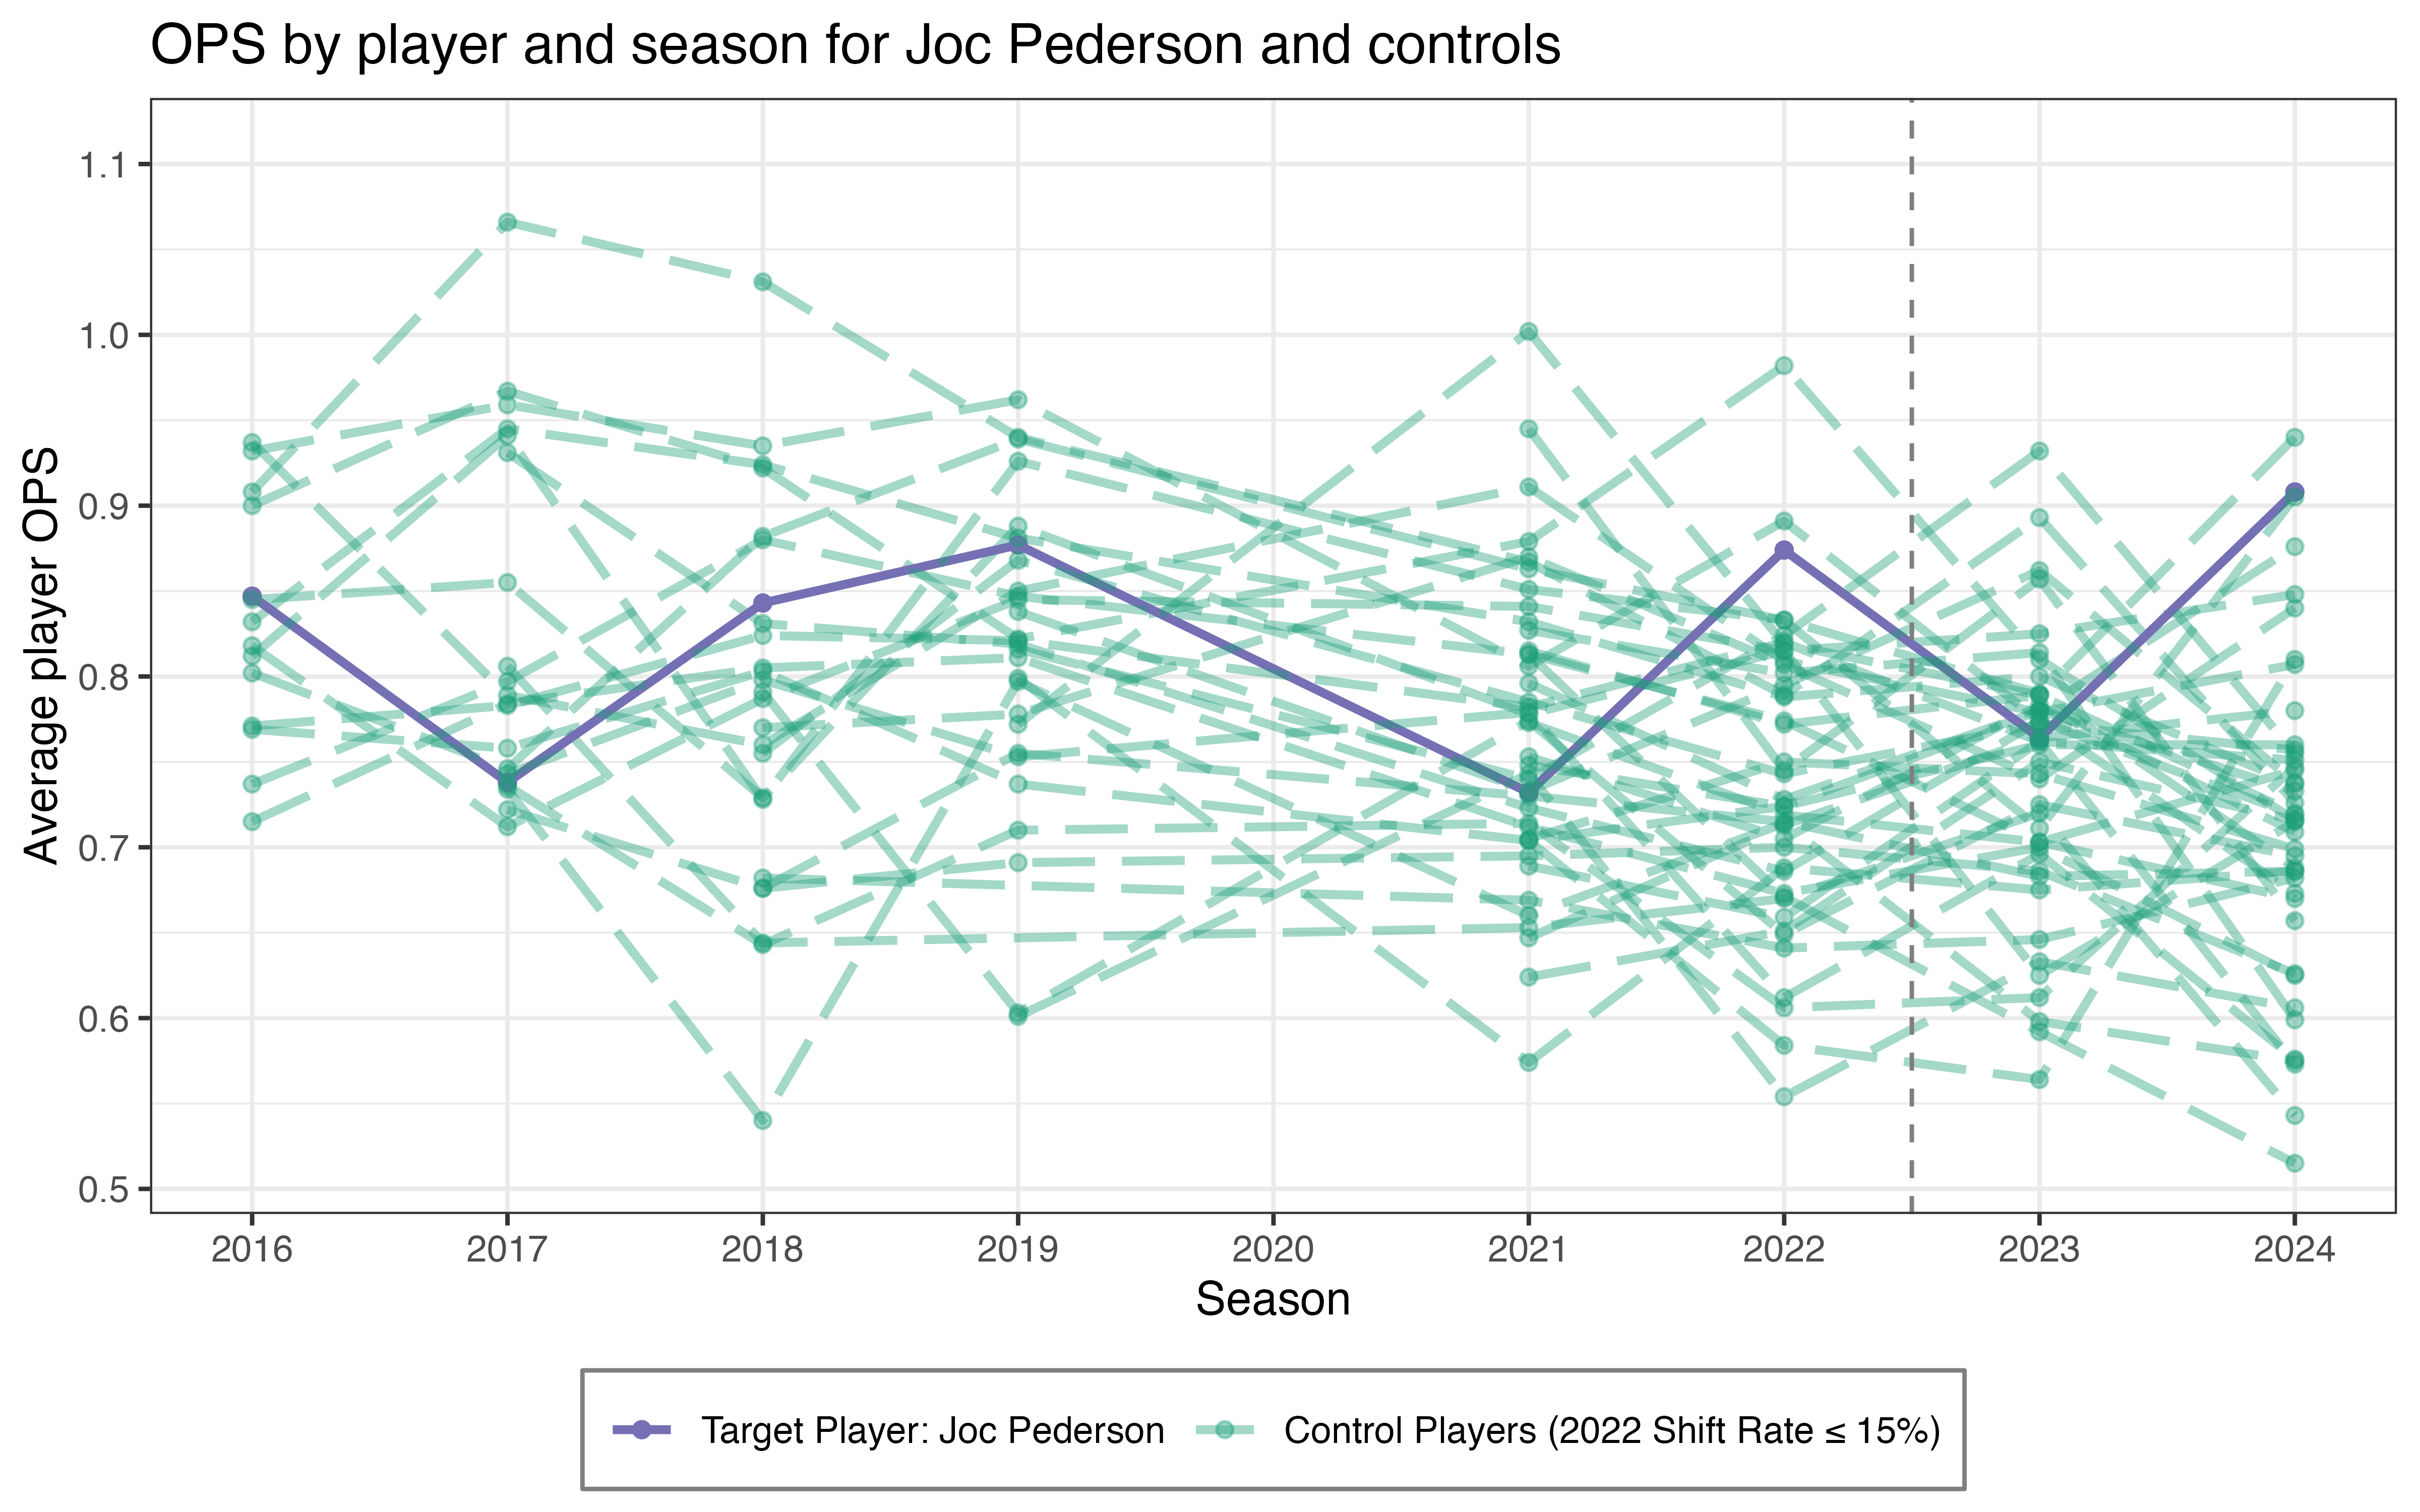 OPS by player and season for Joc Pederson and controls
Average player OPS
1.1
1.0
0.9
0.8
0.7
0.6
0.5
2016 2017 2018 2019 2020 2021 2022 2023 2024
Season
Target Player: Joc Pederson Control Players (2022 Shift Rate ≤ 15%)